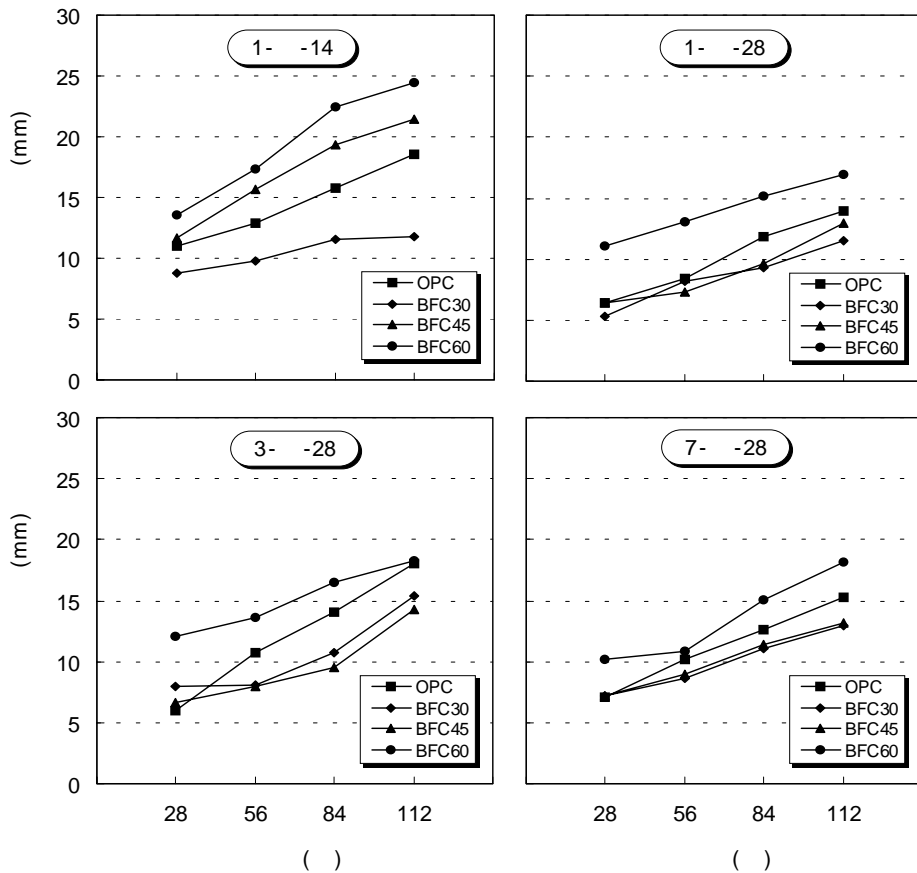 1- -14
30
25
20
15
10
5
0
(mm)
OPC
BFC30
BFC45
BFC60
1- -28
OPC
BFC30
BFC45
BFC60
3- -28
30
25
20
15
10
5
0
(mm)
OPC
BFC30
BFC45
BFC60
28 56 84 112
( )
7- -28
OPC
BFC30
BFC45
BFC60
28 56 84 112
( )